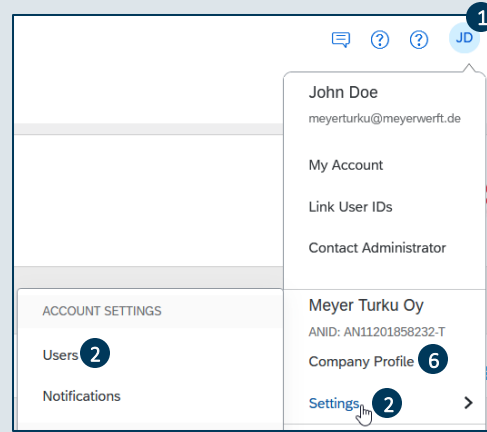 1
JD
John Doe
meyerturku@meyerwerft.de
My Account
Link User IDs
Contact Administrator
Meyer Turku Oy
ANID: AN11201858232-T
Company Profile 6
Settings 2
ACCOUNT SETTINGS
Users 2
Notifications